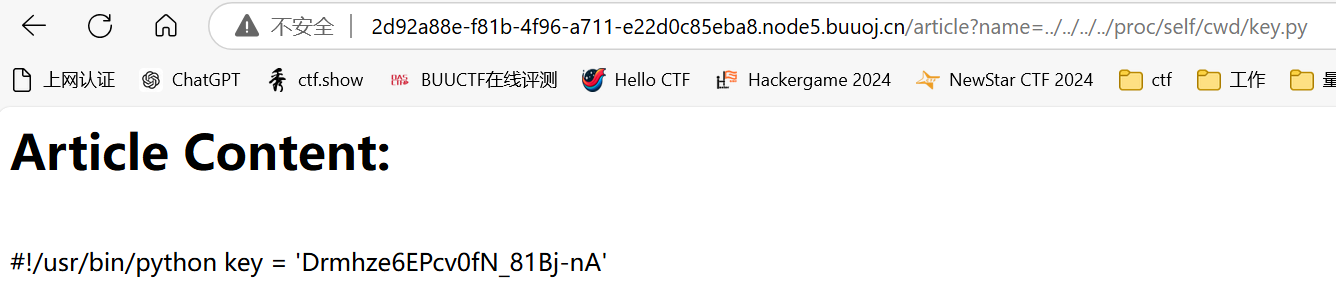 不安全 2d92a88e-f81b-4f96-a711-e22d0c85eba8.node5.buuoj.cn/article?name=../../../../proc/self/cwd/key.py
上网认证 ChatGPT ctf.show BUUCTF在线评测 Hello CTF Hackergame 2024 NewStar CTF 2024 ctf 工作
Article Content:
#!/usr/bin/python key = 'Drmhze6EPcv0fN_81Bj-nA'